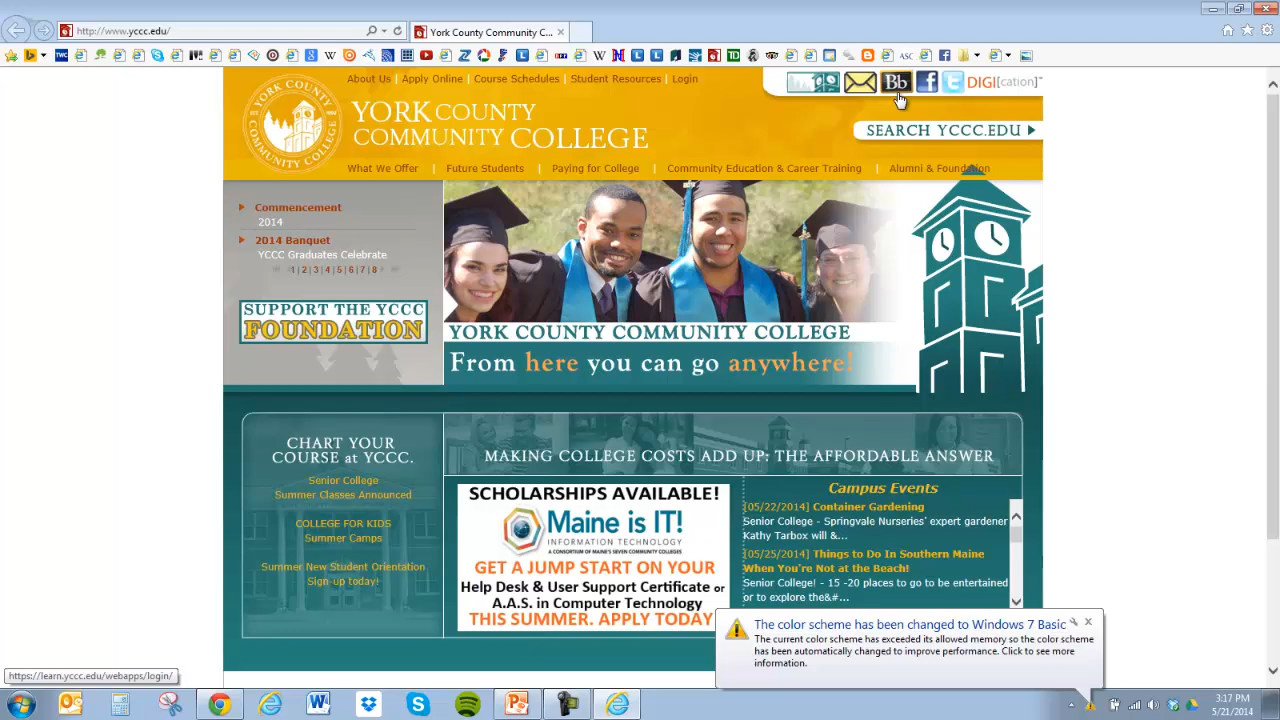 http://www.yccc.edu/
York County Community C...
ASC
TD
About Us | Apply Online | Course Schedules | Student Resources | Login
Bb
DIGI[cation]™
YORK COUNTY
COMMUNITY COLLEGE
YORK COUNTY COMMUNITY COLLEGE
SEARCH YCCC.EDU
What We Offer | Future Students | Paying for College | Community Education & Career Training | Alumni & Foundation
Commencement
2014
2014 Banquet
YCCC Graduates Celebrate
1 | 2 | 3 | 4 | 5 | 6 | 7 | 8
SUPPORT THE YCCC
FOUNDATION
YORK COUNTY COMMUNITY COLLEGE
From here you can go anywhere!
CHART YOUR
COURSE at YCCC.
Senior College
Summer Classes Announced
COLLEGE FOR KIDS
Summer Camps
Summer New Student Orientation
Sign-up today!
MAKING COLLEGE COSTS ADD UP: THE AFFORDABLE ANSWER
SCHOLARSHIPS AVAILABLE!
Maine is IT!
INFORMATION TECHNOLOGY
A CONSORTIUM OF MAINE'S SEVEN COMMUNITY COLLEGES
GET A JUMP START ON YOUR
Help Desk & User Support Certificate or
A.A.S. in Computer Technology
THIS SUMMER. APPLY TODAY
Campus Events
[05/22/2014] Container Gardening
Senior College - Springvale Nurseries' expert gardener
Kathy Tarbox will &...
[05/25/2014] Things to Do In Southern Maine
When You're Not at the Beach!
Senior College! - 15 -20 places to go to be entertained
or to explore the&#...
The color scheme has been changed to Windows 7 Basic
The current color scheme has exceeded its allowed memory so the color scheme
has been automatically changed to improve performance. Click to see more
information.
https://learn.yccc.edu/webapps/login/
3:17 PM
5/21/2014